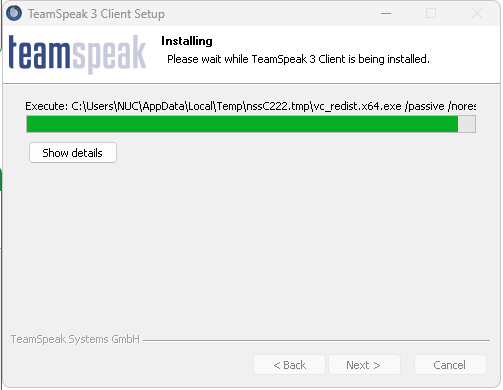 TeamSpeak 3 Client Setup
teamspeak
Installing
Please wait while TeamSpeak 3 Client is being installed.
Execute: C:\Users\NUC\AppData\Local\Temp\nssC222.tmp\vc_redist.x64.exe /passive /nores
Show details
TeamSpeak Systems GmbH
< Back
Next >
Cancel